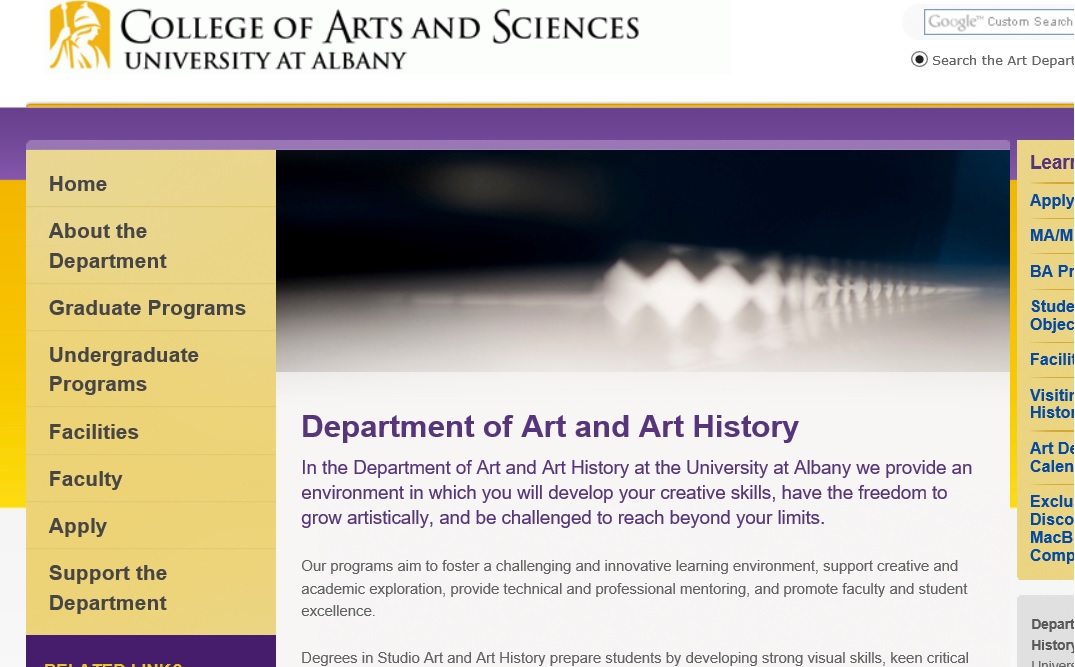 COLLEGE OF ARTS AND SCIENCES
UNIVERSITY AT ALBANY
Google™ Custom Search
Search the Art Depart
Home
About the
Department
Graduate Programs
Undergraduate
Programs
Facilities
Faculty
Apply
Support the
Department
RELATED LINKS
Department of Art and Art History
In the Department of Art and Art History at the University at Albany we provide an
environment in which you will develop your creative skills, have the freedom to
grow artistically, and be challenged to reach beyond your limits.
Our programs aim to foster a challenging and innovative learning environment, support creative and
academic exploration, provide technical and professional mentoring, and promote faculty and student
excellence.
Degrees in Studio Art and Art History prepare students by developing strong visual skills, keen critical
Learn
Apply
MA/M
BA Pr
Stude
Objec
Facilit
Visitin
Histor
Art De
Calen
Exclu
Disco
MacB
Comp
Depart
History
Univers